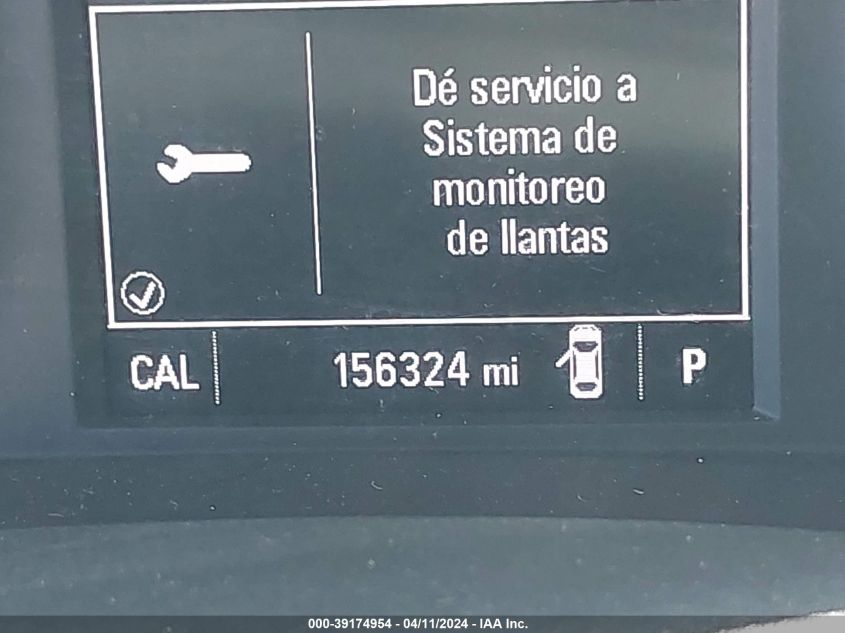 Dé servicio a
Sistema de
monitoreo
de llantas
CAL 156324 mi P
000-39174954 - 04/11/2024 - IAA Inc.